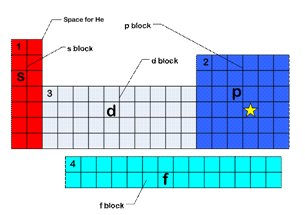 Space for He
p block
s block
d block
1
2
s
3
d
p
4
f
f block